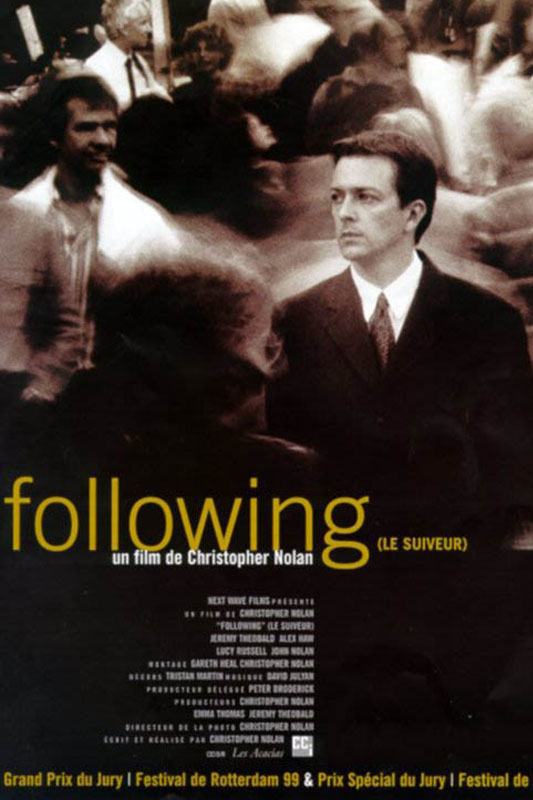 following (LE SUIVEUR)
un film de Christopher Nolan
NEXT WAVE FILMS PRÉSENTE
UN FILM DE CHRISTOPHER NOLAN
"FOLLOWING" (LE SUIVEUR)
JEREMY THEOBALD ALEX HAW
LUCY RUSSELL JOHN NOLAN
MONTAGE GARETH HEAL CHRISTOPHER NOLAN
DÉCORS TRISTAN MARTIN MUSIQUE DAVID JULYAN
PRODUCTEUR DÉLÉGUÉ PETER BRODERICK
PRODUCTEURS CHRISTOPHER NOLAN
EMMA THOMAS JEREMY THEOBALD
DIRECTEUR DE LA PHOTO CHRISTOPHER NOLAN
ÉCRIT ET RÉALISÉ PAR CHRISTOPHER NOLAN
Les Acacias
Grand Prix du Jury | Festival de Rotterdam 99 & Prix Spécial du Jury | Festival de